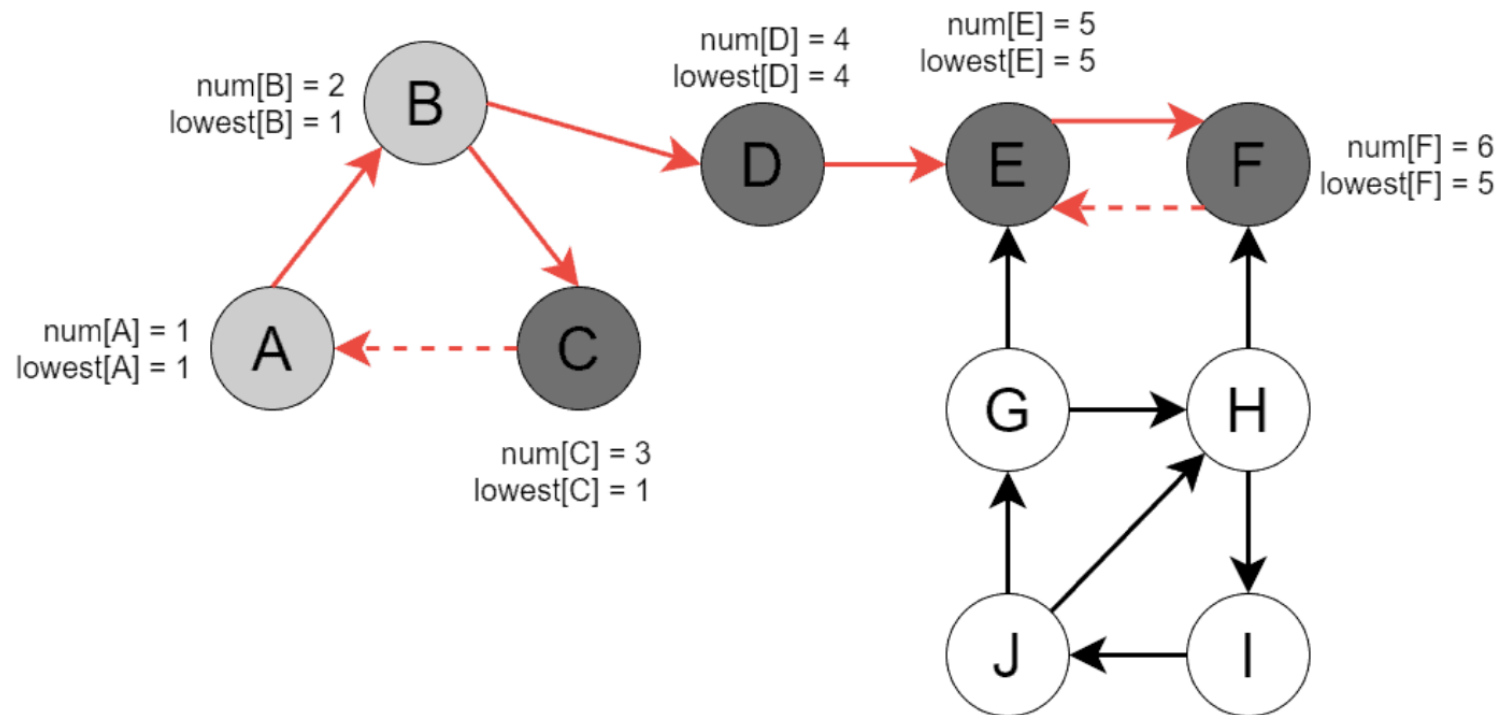 num[D] = 4
lowest[D] = 4
num[E] = 5
lowest[E] = 5
num[B] = 2
lowest[B] = 1
B
D
E
F
num[F] = 6
lowest[F] = 5
num[A] = 1
lowest[A] = 1
A
C
num[C] = 3
lowest[C] = 1
G
H
J
I